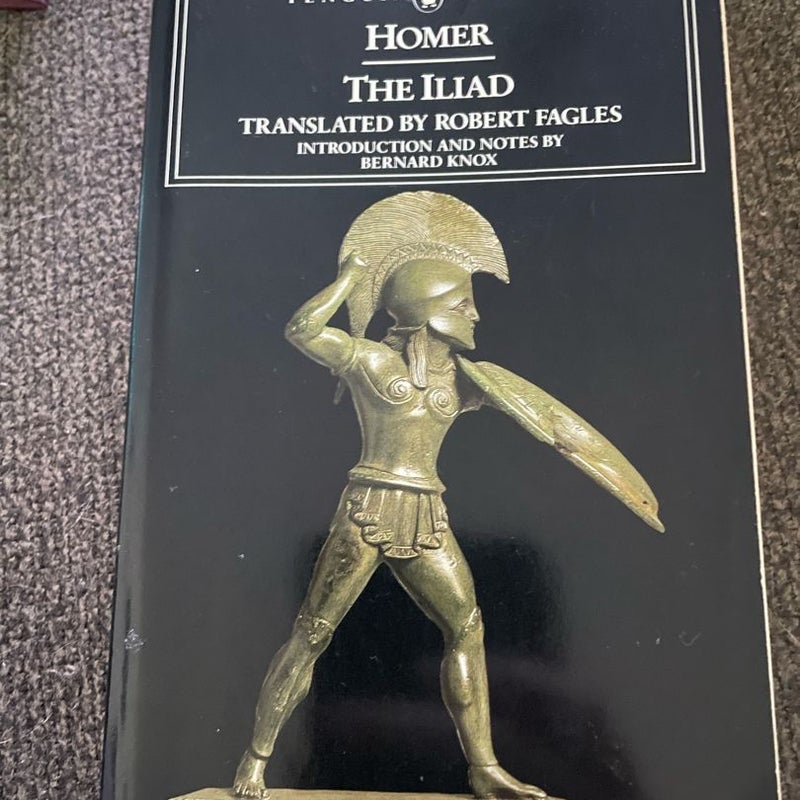 HOMER
THE ILIAD
TRANSLATED BY ROBERT FAGLES
INTRODUCTION AND NOTES BY
BERNARD KNOX